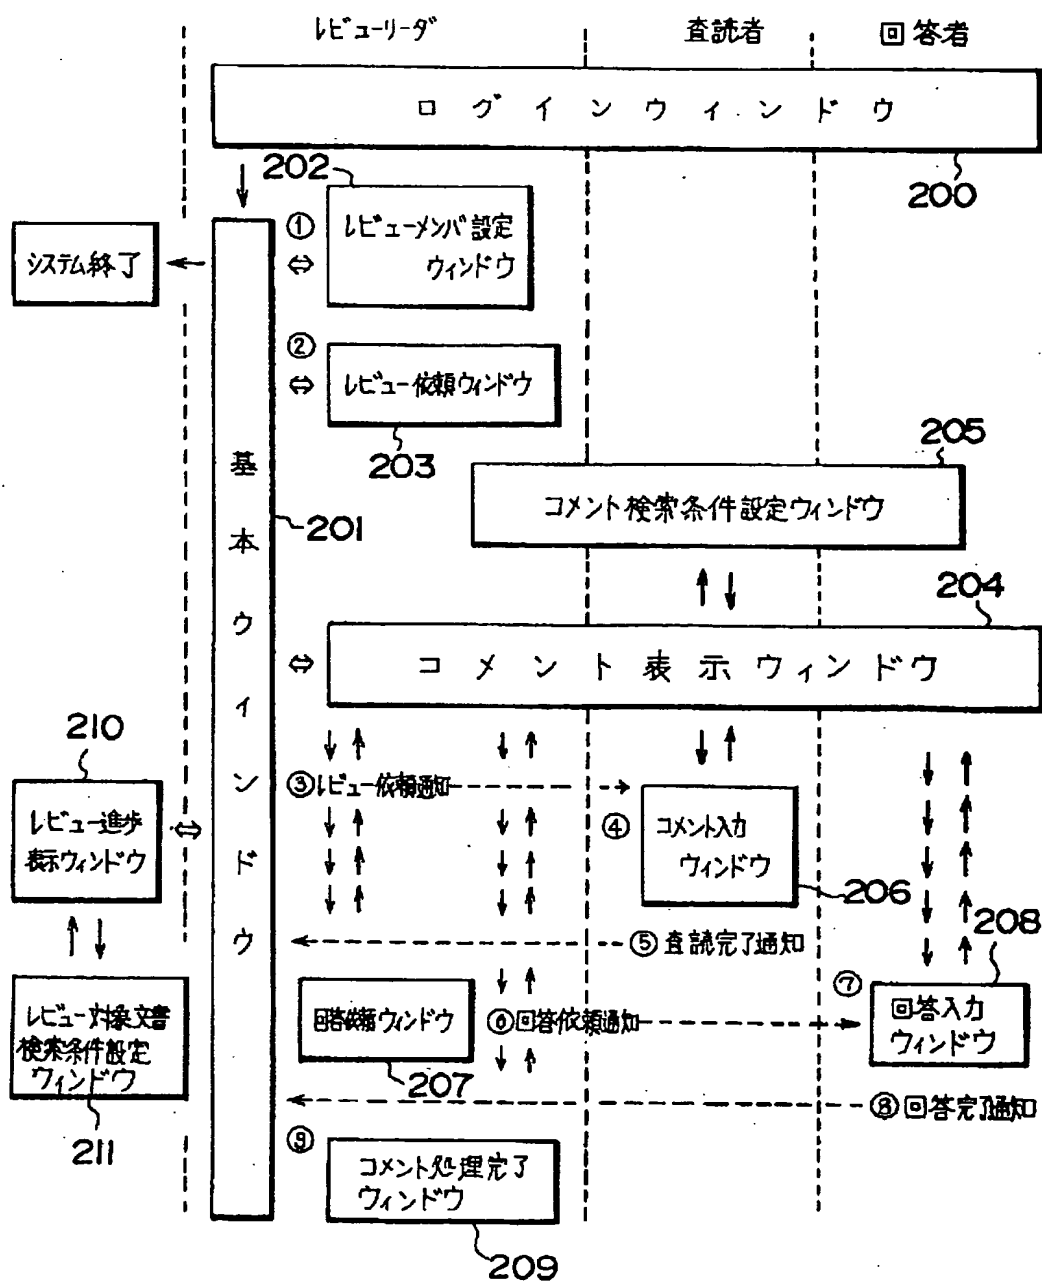 レビューリーダ
査読者
回答者
ログインウィンドウ
200
202
① レビューメンバ設定
ウィンドウ
システム終了
② レビュー依頼ウィンドウ
203
基本ウィンドウ
201
205
コメント検索条件設定ウィンドウ
204
コメント表示ウィンドウ
210
レビュー進歩
表示ウィンドウ
③レビュー依頼通知
④ コメント入力
ウィンドウ
206
⑤査読完了通知
208
レビュー対象文書
検索条件設定
ウィンドウ
211
回答依頼ウィンドウ
207
⑥回答依頼通知
⑦ 回答入力
ウィンドウ
⑧回答完了通知
⑨ コメント処理完了
ウィンドウ
209